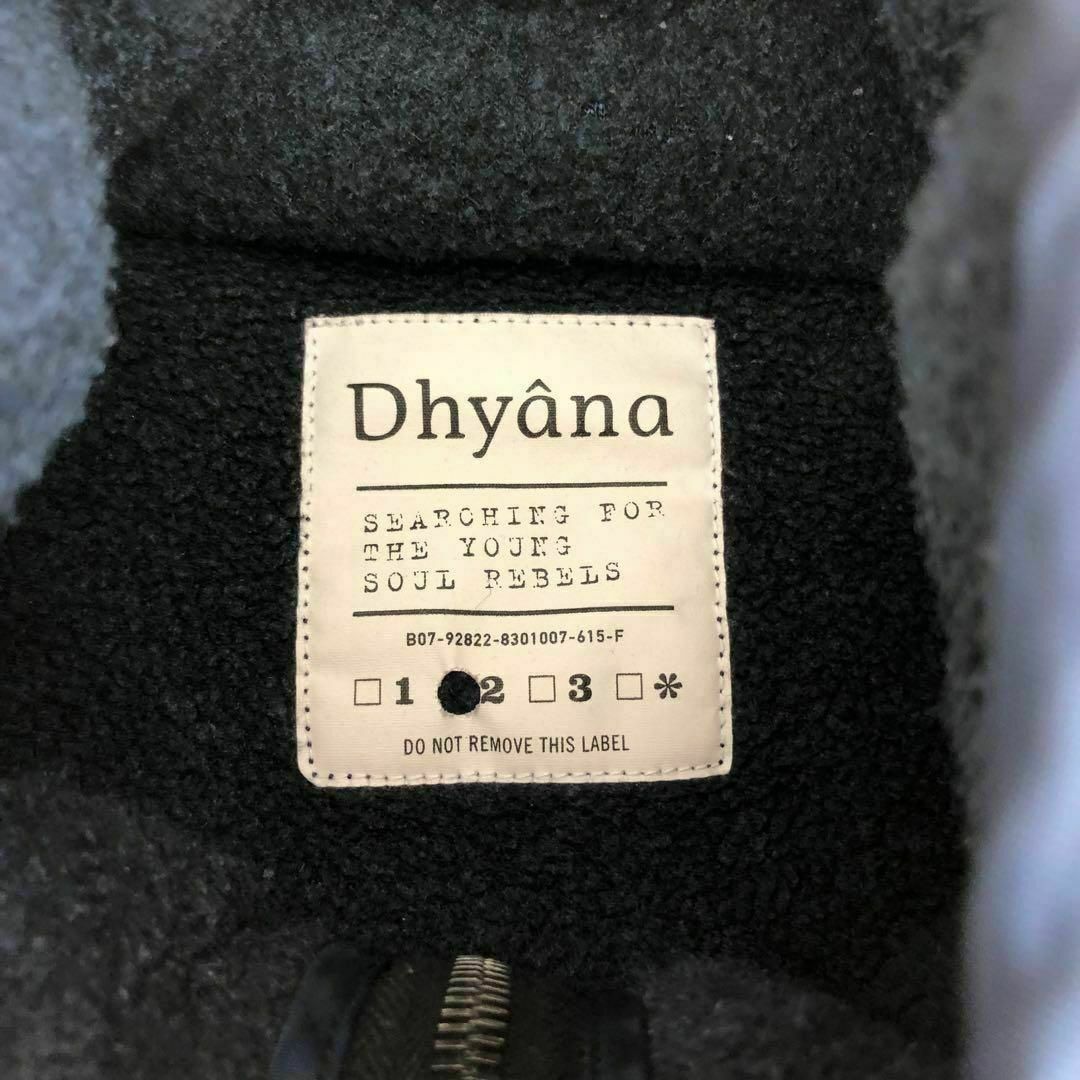 Dhyâna
SEARCHING FOR
THE YOUNG
SOUL REBELS
B07-92822-8301007-615-F
□1 ●2 □3 □*
DO NOT REMOVE THIS LABEL